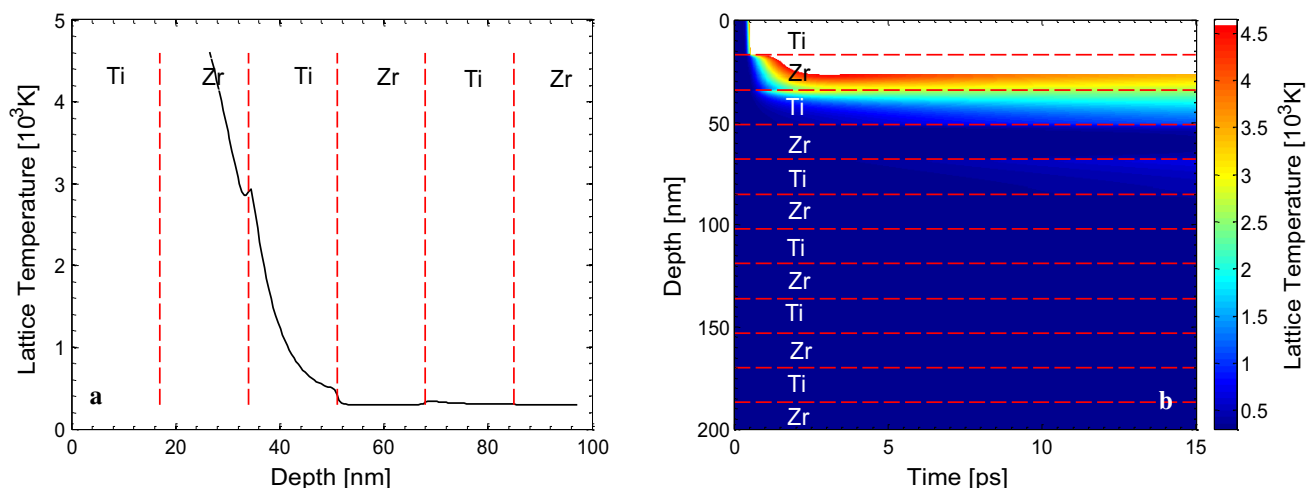 5
4
3
2
1
0
Lattice Temperature [10³K]
Ti Zr Ti Zr Ti Zr
a
0 20 40 60 80 100
Depth [nm]
0
50
100
150
200
Depth [nm]
Ti
Zr
Ti
Zr
Ti
Zr
Ti
Zr
Ti
Zr
Ti
Zr
b
0 5 10 15
Time [ps]
4.5
4
3.5
3
2.5
2
1.5
1
0.5
Lattice Temperature [10³K]